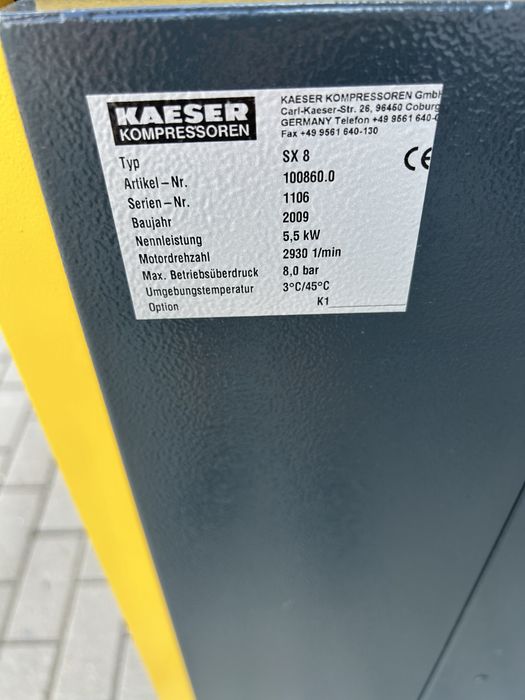 KAESER
KOMPRESSOREN
KAESER KOMPRESSOREN GmbH
Carl-Kaeser-Str. 26, 96450 Coburg
GERMANY Telefon +49 9561 640-
Fax +49 9561 640-130
CE
Typ SX 8
Artikel-Nr. 100860.0
Serien-Nr. 1106
Baujahr 2009
Nennleistung 5,5 kW
Motordrehzahl 2930 1/min
Max. Betriebsüberdruck 8,0 bar
Umgebungstemperatur 3°C/45°C
Option K1